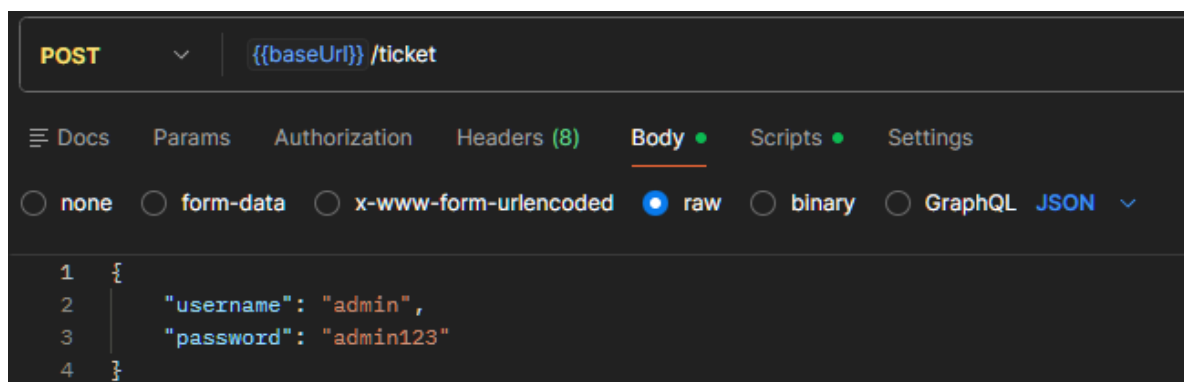 POST {{baseUrl}} /ticket
Docs Params Authorization Headers (8) Body Scripts Settings
none form-data x-www-form-urlencoded raw binary GraphQL JSON
1 {
2 "username": "admin",
3 "password": "admin123"
4 }